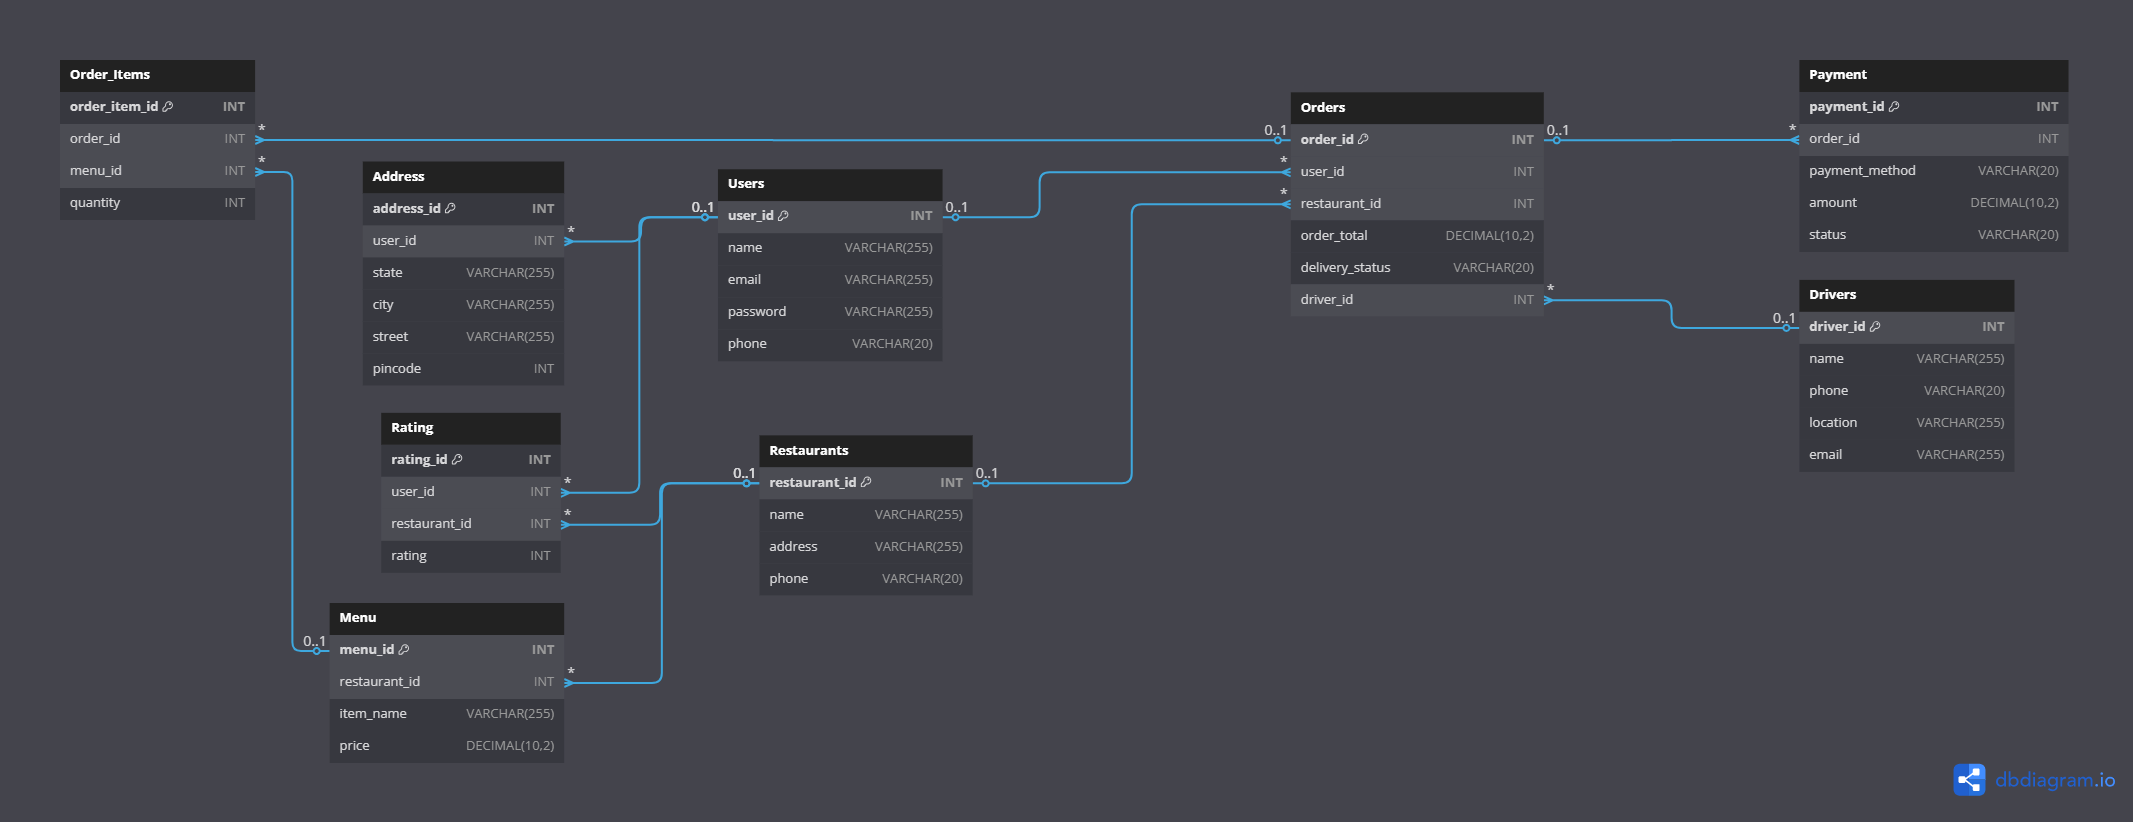 Order_Items
order_item_id INT
order_id INT
menu_id INT
quantity INT
*
*
Address
address_id INT
user_id INT
state VARCHAR(255)
city VARCHAR(255)
street VARCHAR(255)
pincode INT
*
Rating
rating_id INT
user_id INT
restaurant_id INT
rating INT
*
*
Menu
menu_id INT
restaurant_id INT
item_name VARCHAR(255)
price DECIMAL(10,2)
0..1
*
Users
user_id INT
name VARCHAR(255)
email VARCHAR(255)
password VARCHAR(255)
phone VARCHAR(20)
0..1
0..1
Restaurants
restaurant_id INT
name VARCHAR(255)
address VARCHAR(255)
phone VARCHAR(20)
0..1
0..1
Orders
order_id INT
user_id INT
restaurant_id INT
order_total DECIMAL(10,2)
delivery_status VARCHAR(20)
driver_id INT
0..1
*
*
0..1
*
Payment
payment_id INT
order_id INT
payment_method VARCHAR(20)
amount DECIMAL(10,2)
status VARCHAR(20)
*
Drivers
driver_id INT
name VARCHAR(255)
phone VARCHAR(20)
location VARCHAR(255)
email VARCHAR(255)
0..1
dbdiagram.io